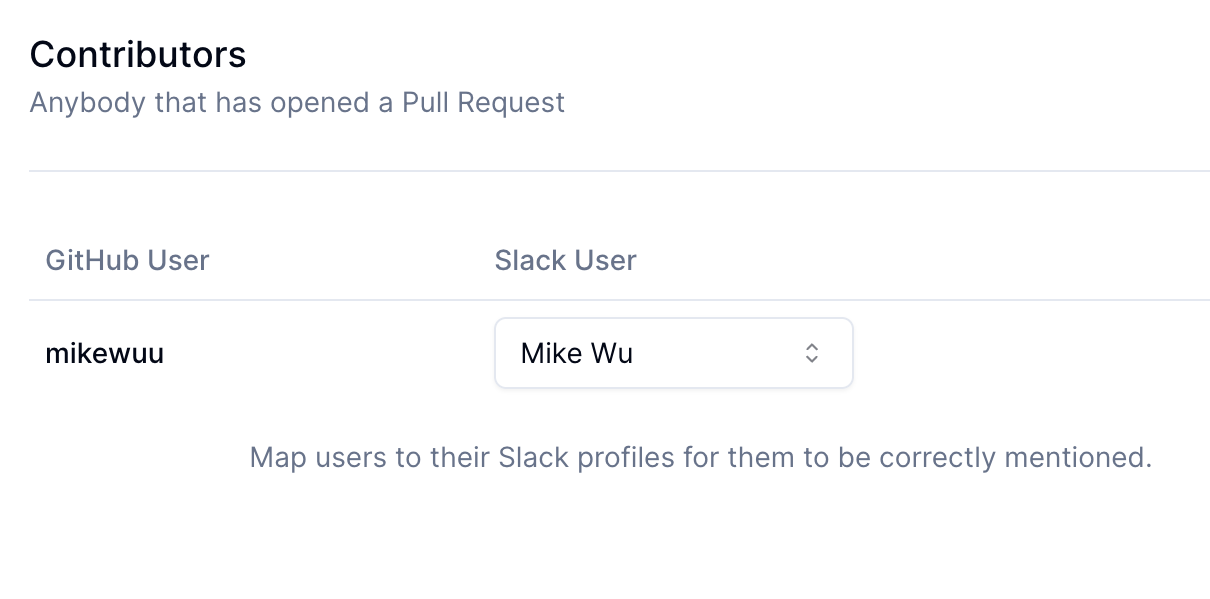 Contributors
Anybody that has opened a Pull Request
GitHub User Slack User
mikewuu Mike Wu
Map users to their Slack profiles for them to be correctly mentioned.